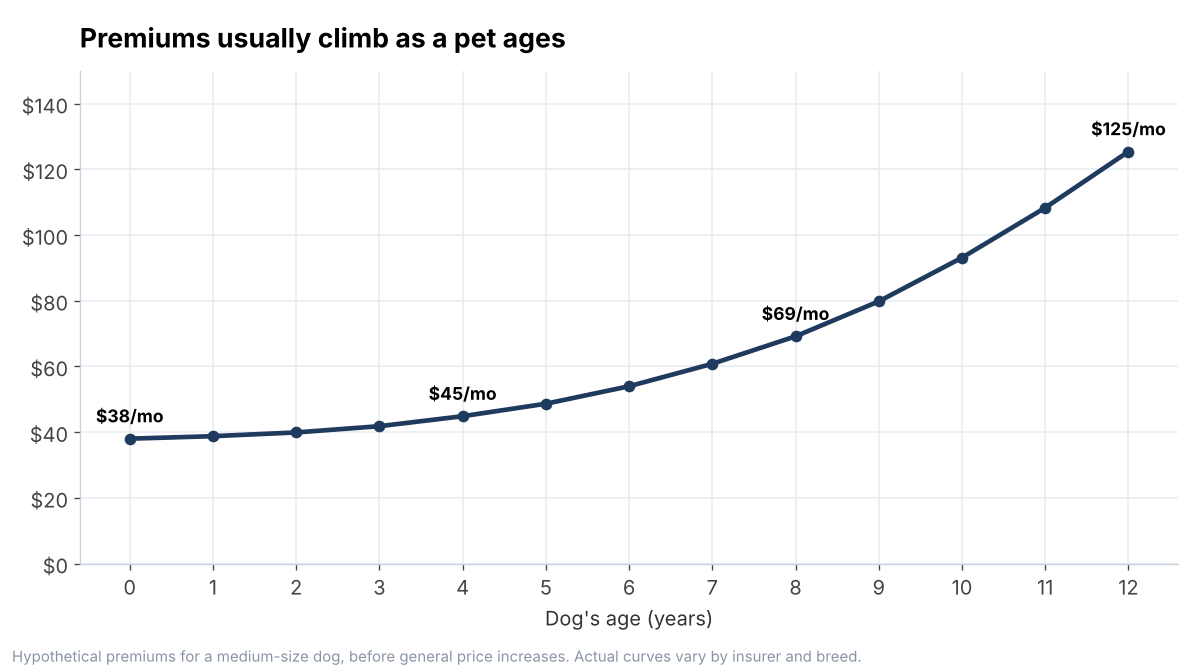 Premiums usually climb as a pet ages
$140
$120
$100
$80
$60
$40
$20
$0
$38/mo
$45/mo
$69/mo
$125/mo
0 1 2 3 4 5 6 7 8 9 10 11 12
Dog's age (years)
Hypothetical premiums for a medium-size dog, before general price increases. Actual curves vary by insurer and breed.